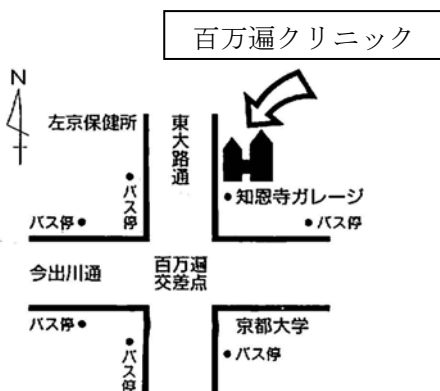 百万遍クリニック
N
左京保健所
東大路通
バス停
知恩寺ガレージ
バス停
バス停
今出川通
百万遍
交差点
バス停
京都大学
バス停
バス停